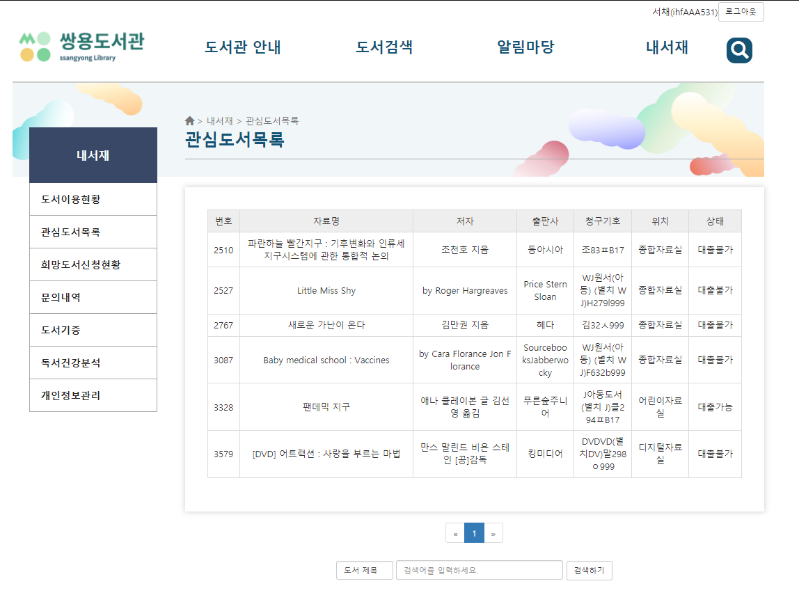 서채(ihfAAA531) 로그아웃
쌍용도서관
ssangyong Library
도서관 안내 도서검색 알림마당 내서재
> 내서재 > 관심도서목록
관심도서목록
내서재
도서이용현황
관심도서목록
희망도서신청현황
문의내역
도서기증
독서건강분석
개인정보관리
번호 자료명 저자 출판사 청구기호 위치 상태
2510 파란하늘 빨간지구 : 기후변화와 인류세
지구시스템에 관한 통합적 논의 조천호 지음 동아시아 조83ㅍB17 종합자료실 대출불가
2527 Little Miss Shy by Roger Hargreaves Price Stern
Sloan WJ원서(아
동) (별치 W
J)H279l999 종합자료실 대출불가
2767 새로운 가난이 온다 김만권 지음 혜다 김32ㅅ999 종합자료실 대출불가
3087 Baby medical school : Vaccines by Cara Florance Jon F
lorance Sourceboo
ksJabberwo
cky WJ원서(아
동) (별치 W
J)F632b999 종합자료실 대출불가
3328 팬데믹 지구 애나 클레이본 글 김선
영 옮김 푸른숲주니
어 J아동도서
(별치 J)클2
94ㅍB17 어린이자료
실 대출가능
3579 [DVD] 어트랙션 : 사랑을 부르는 마법 만스 말린드 비욘 스테
인 [공]감독 킹미디어 DVDVD(별
치DV)말298
ㅇ999 디지털자료
실 대출불가
« 1 »
도서 제목 검색어를 입력하세요. 검색하기